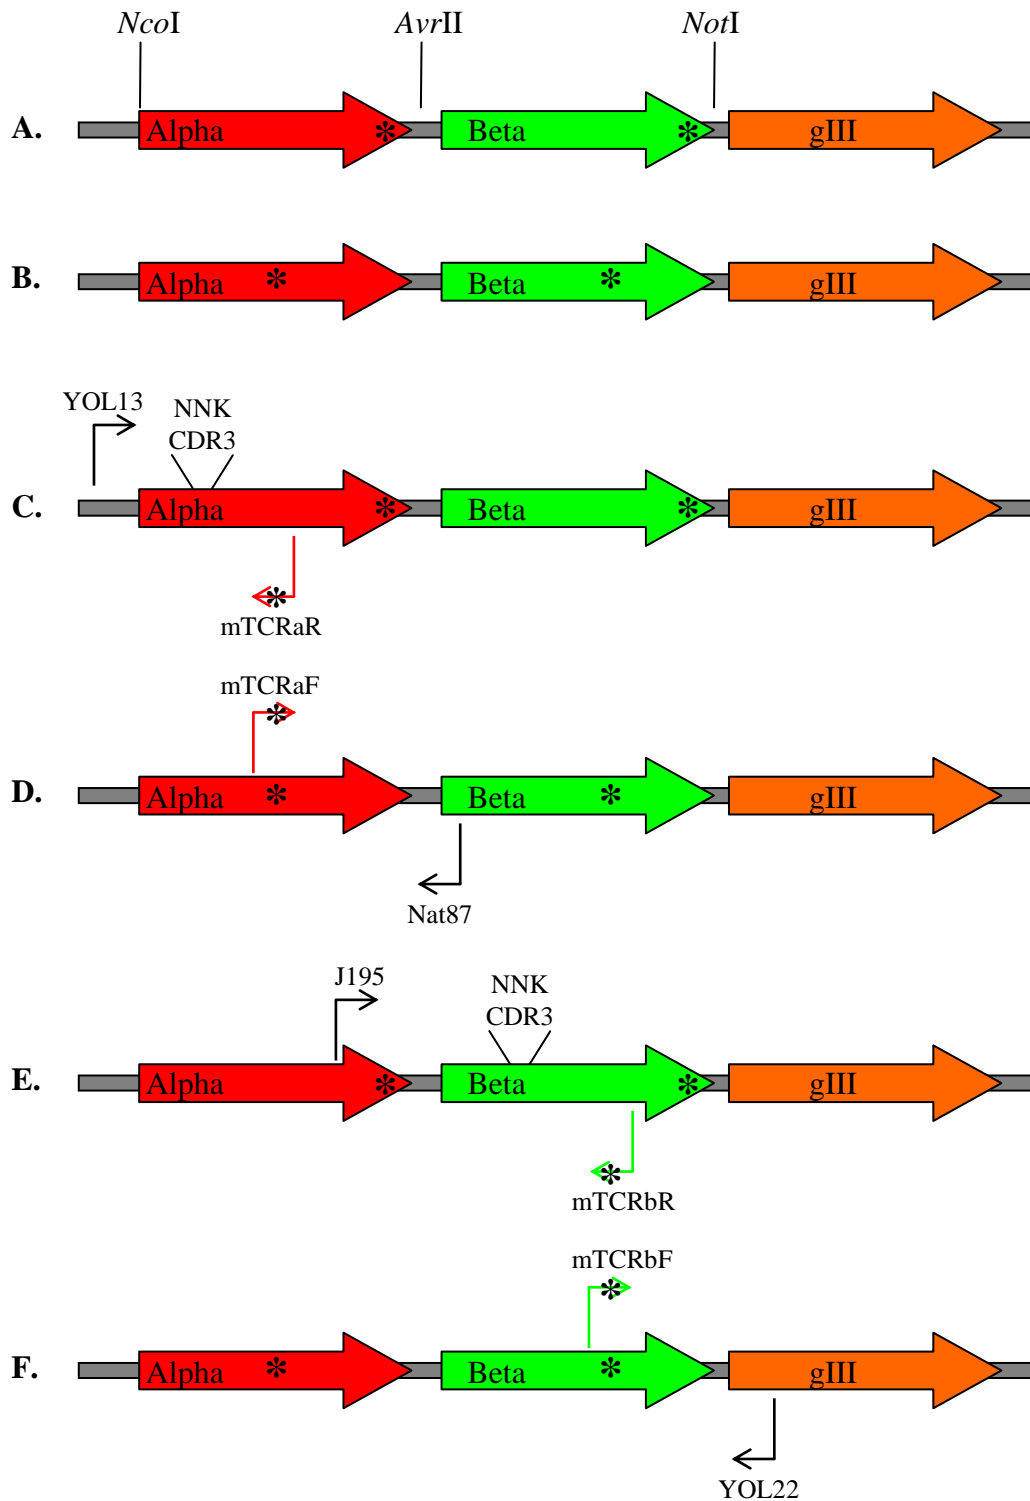 NcoI AvrII NotI
A. Alpha * Beta * gIII
B. Alpha * Beta * gIII
YOL13
NNK
CDR3
C. Alpha * Beta * gIII
*
mTCRaR
mTCRaF
*
D. Alpha * Beta * gIII
Nat87
J195
NNK
CDR3
E. Alpha * Beta * gIII
*
mTCRbR
mTCRbF
*
F. Alpha * Beta * gIII
YOL22